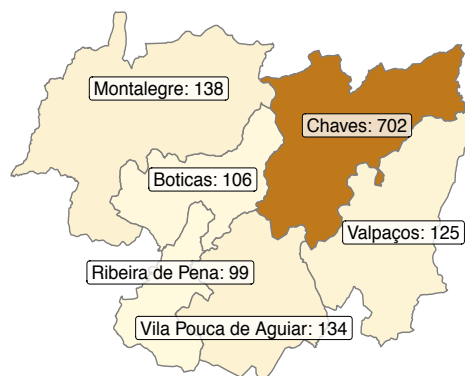 Montalegre: 138
Chaves: 702
Boticas: 106
Valpaços: 125
Ribeira de Pena: 99
Vila Pouca de Aguiar: 134